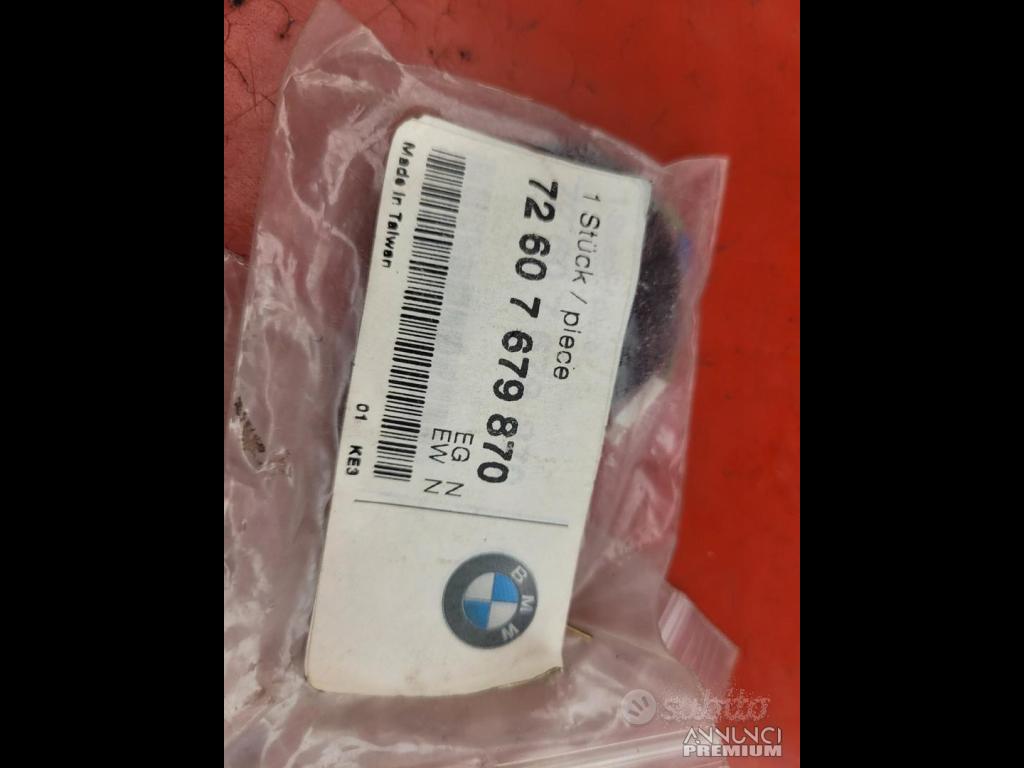 1 Stück / piece
72 60 7 679 870
EG N
EW N
Made in Taiwan
01 KE3
BMW
subito
ANNUNCI
PREMIUM